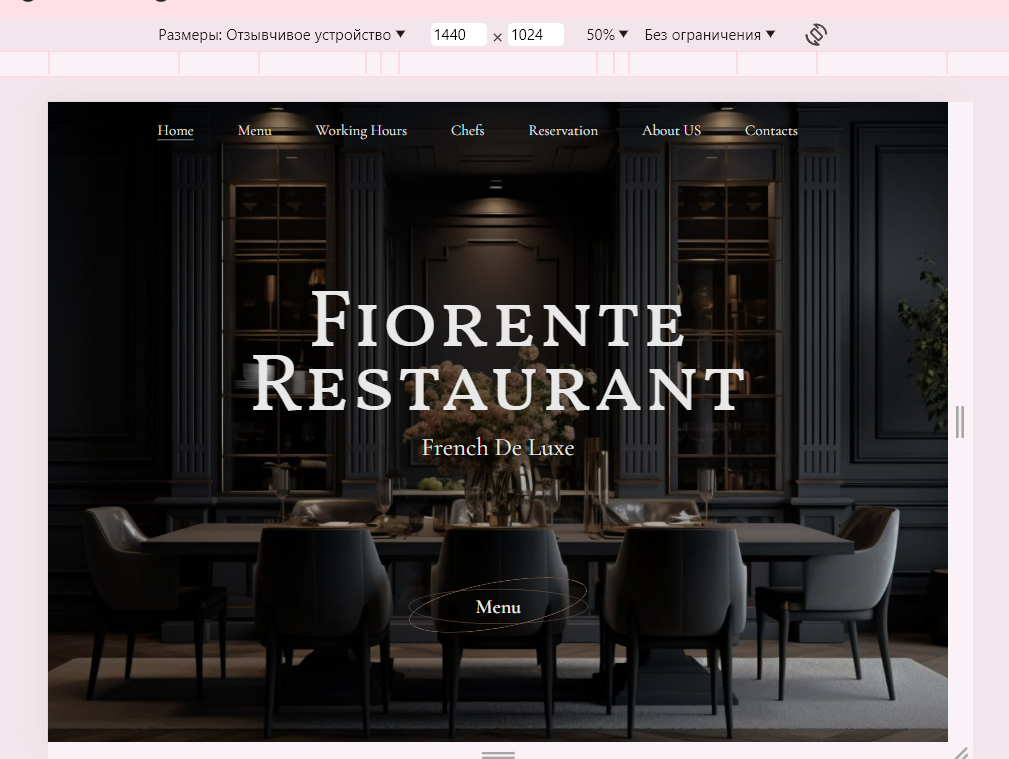 Размеры: Отзывчивое устройство ▼ 1440 × 1024 50% ▼ Без ограничения ▼
Home Menu Working Hours Chefs Reservation About US Contacts
Fiorente
Restaurant
French De Luxe
Menu